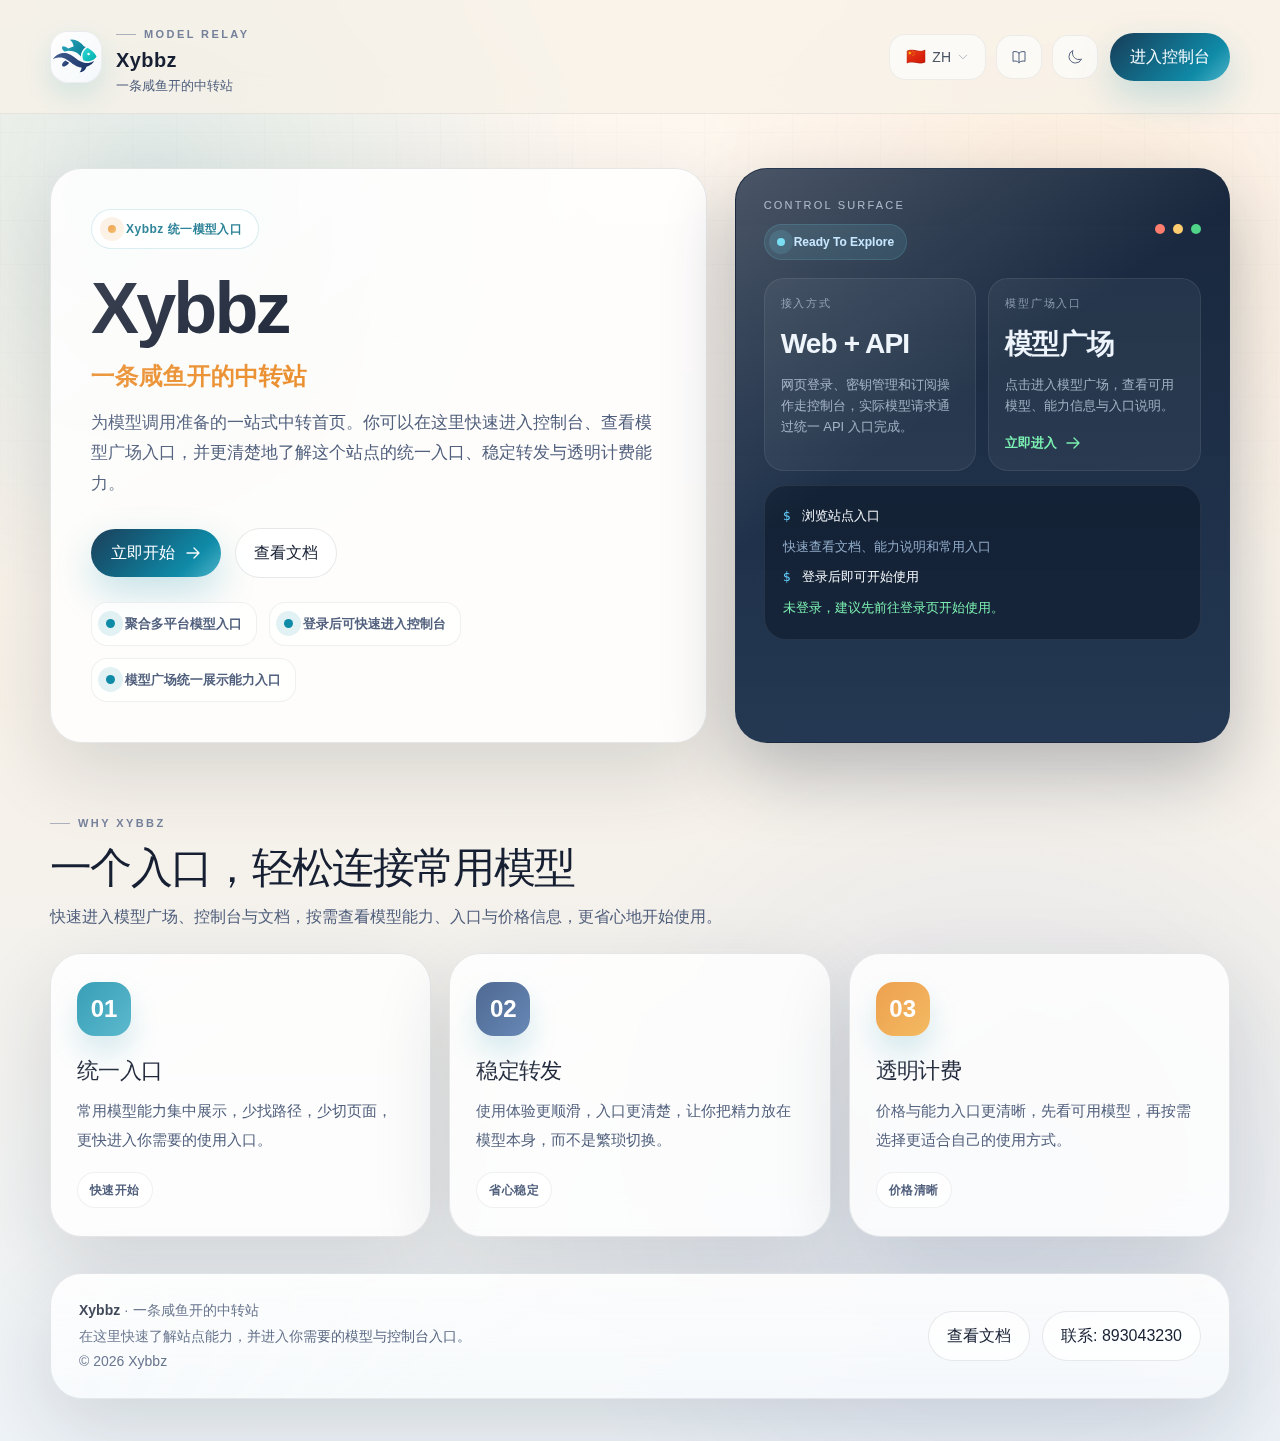 MODEL RELAY
Xybbz
一条咸鱼开的中转站
🇨🇳 ZH
进入控制台
Xybbz 统一模型入口
Xybbz
一条咸鱼开的中转站
为模型调用准备的一站式中转首页。你可以在这里快速进入控制台、查看模
型广场入口，并更清楚地了解这个站点的统一入口、稳定转发与透明计费能
力。
立即开始 →
查看文档
聚合多平台模型入口
登录后可快速进入控制台
模型广场统一展示能力入口
CONTROL SURFACE
Ready To Explore
接入方式
Web + API
网页登录、密钥管理和订阅操
作走控制台，实际模型请求通
过统一 API 入口完成。
模型广场入口
模型广场
点击进入模型广场，查看可用
模型、能力信息与入口说明。
立即进入 →
$ 浏览站点入口
快速查看文档、能力说明和常用入口
$ 登录后即可开始使用
未登录，建议先前往登录页开始使用。
WHY XYBBZ
一个入口，轻松连接常用模型
快速进入模型广场、控制台与文档，按需查看模型能力、入口与价格信息，更省心地开始使用。
01
统一入口
常用模型能力集中展示，少找路径，少切页面，
更快进入你需要的使用入口。
快速开始
02
稳定转发
使用体验更顺滑，入口更清楚，让你把精力放在
模型本身，而不是繁琐切换。
省心稳定
03
透明计费
价格与能力入口更清晰，先看可用模型，再按需
选择更适合自己的使用方式。
价格清晰
Xybbz · 一条咸鱼开的中转站
在这里快速了解站点能力，并进入你需要的模型与控制台入口。
© 2026 Xybbz
查看文档
联系: 893043230